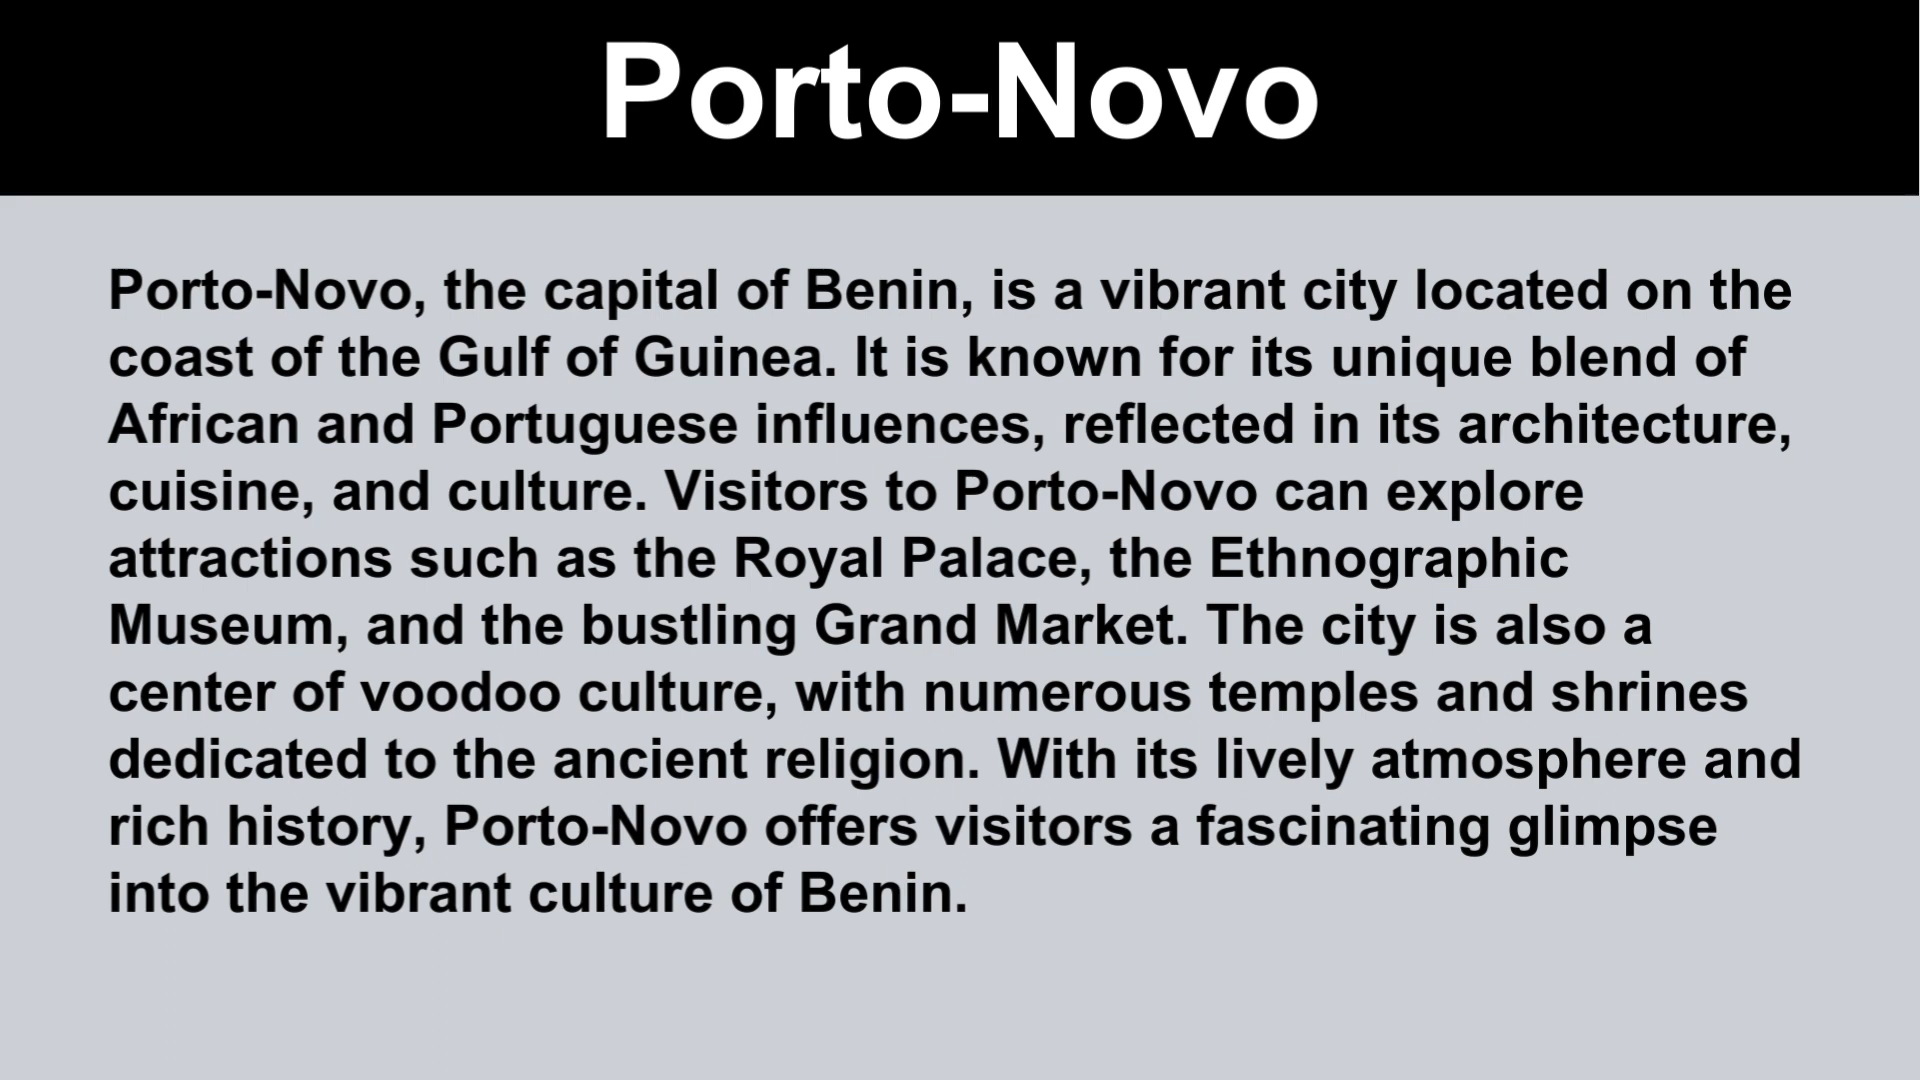 Porto-Novo
Porto-Novo, the capital of Benin, is a vibrant city located on the
coast of the Gulf of Guinea. It is known for its unique blend of
African and Portuguese influences, reflected in its architecture,
cuisine, and culture. Visitors to Porto-Novo can explore
attractions such as the Royal Palace, the Ethnographic
Museum, and the bustling Grand Market. The city is also a
center of voodoo culture, with numerous temples and shrines
dedicated to the ancient religion. With its lively atmosphere and
rich history, Porto-Novo offers visitors a fascinating glimpse
into the vibrant culture of Benin.